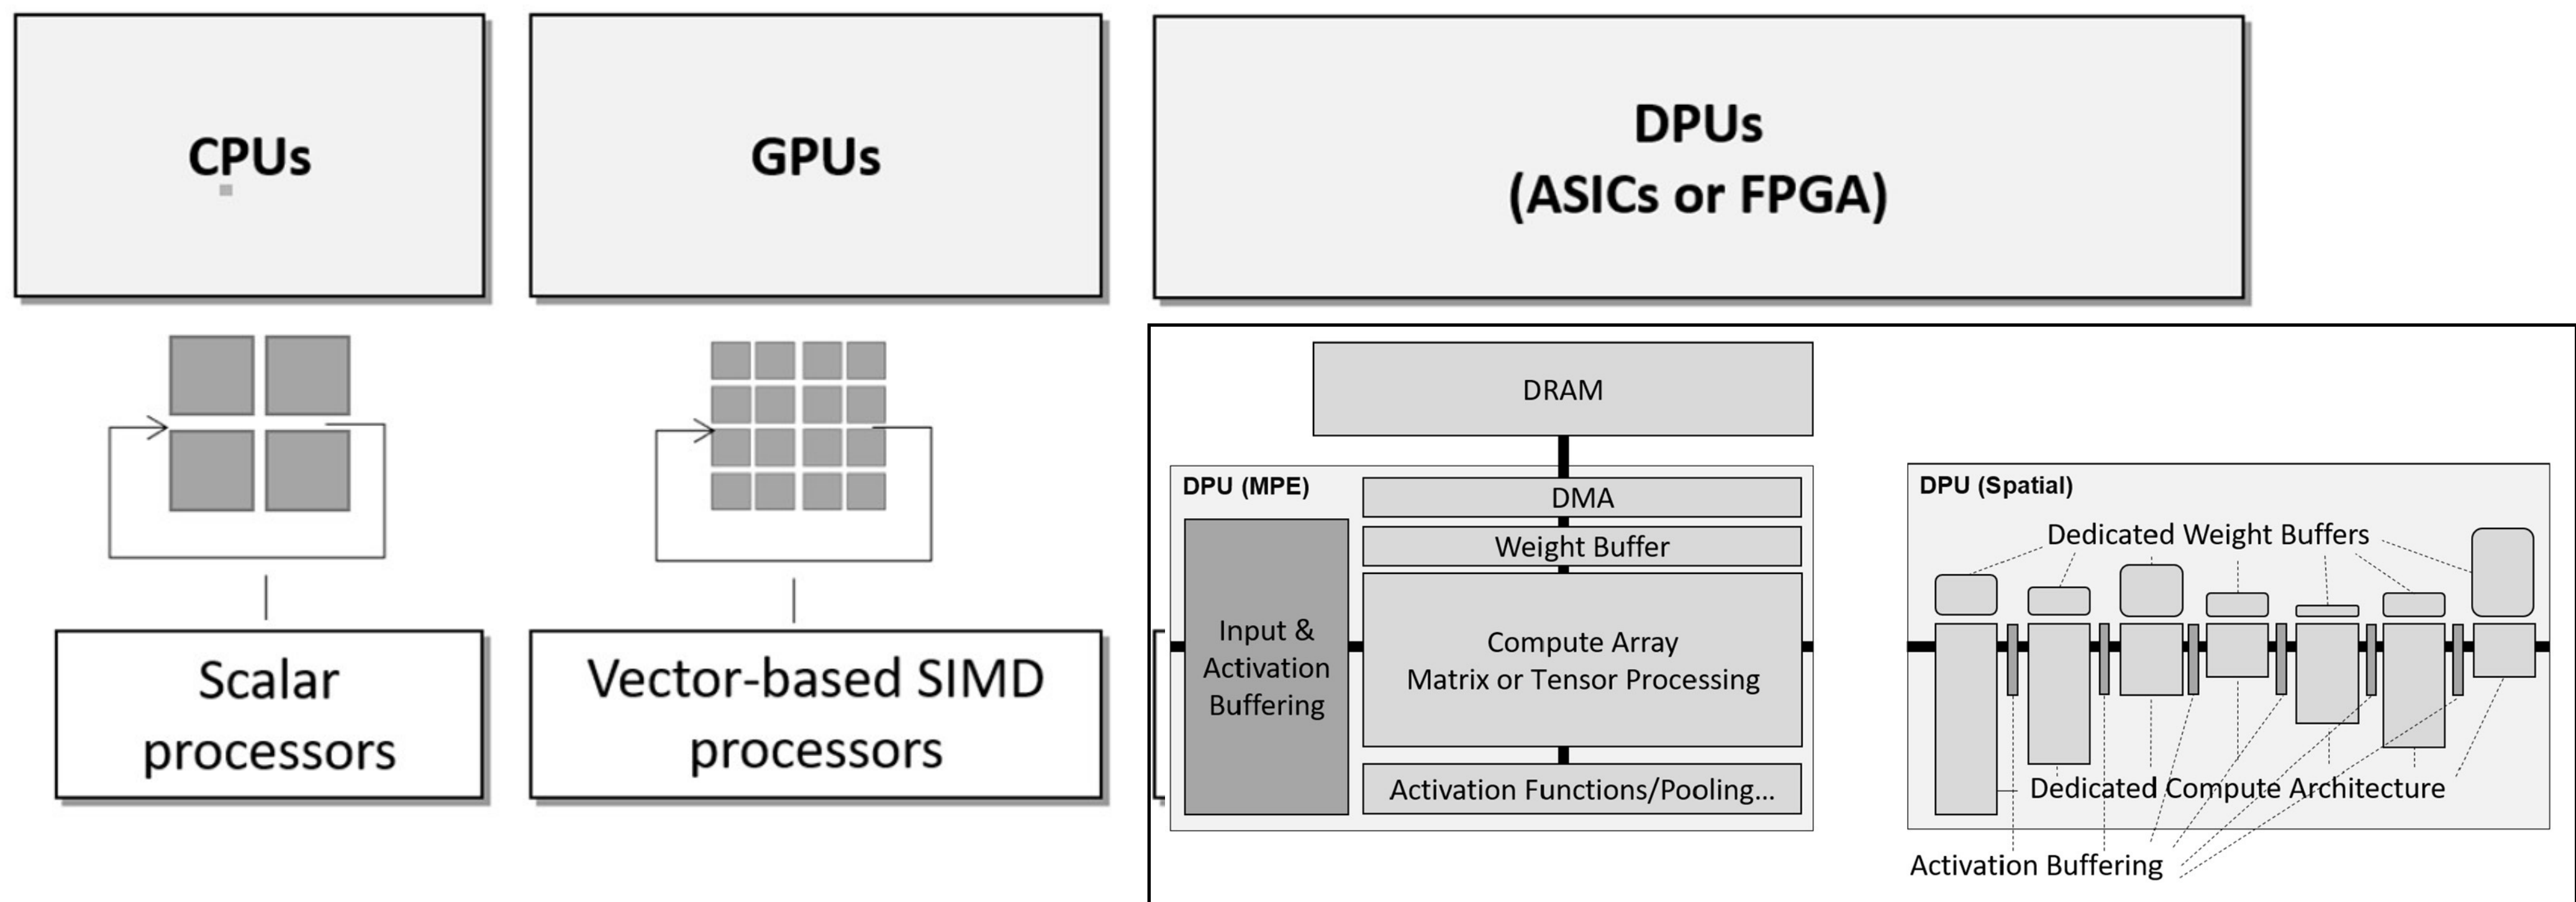 CPUs
GPUs
DPUs
(ASICs or FPGA)
Scalar
processors
Vector-based SIMD
processors
DRAM
DPU (MPE)
DMA
Weight Buffer
Input &
Activation
Buffering
Compute Array
Matrix or Tensor Processing
Activation Functions/Pooling...
DPU (Spatial)
Dedicated Weight Buffers
Dedicated Compute Architecture
Activation Buffering